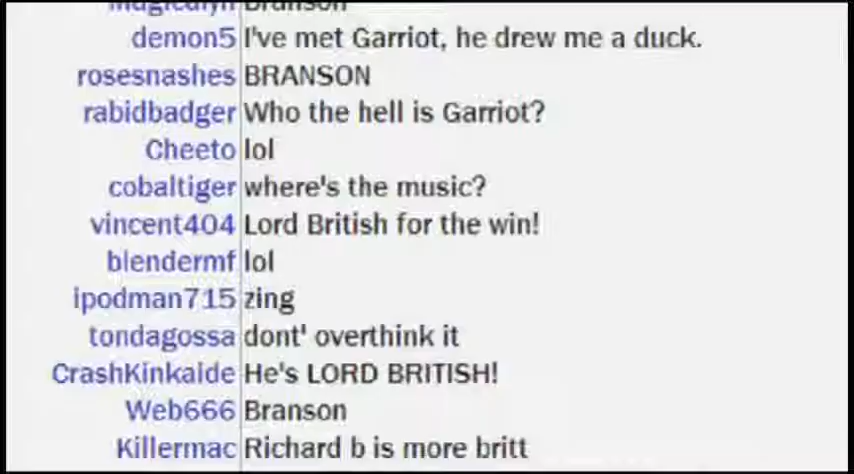 Magicalyn Branson
demon5 I've met Garriot, he drew me a duck.
rosesnashes BRANSON
rabidbadger Who the hell is Garriot?
Cheeto lol
cobaltiger where's the music?
vincent404 Lord British for the win!
blendermf lol
ipodman715 zing
tondagossa dont' overthink it
CrashKinkaide He's LORD BRITISH!
Web666 Branson
Killermac Richard b is more britt